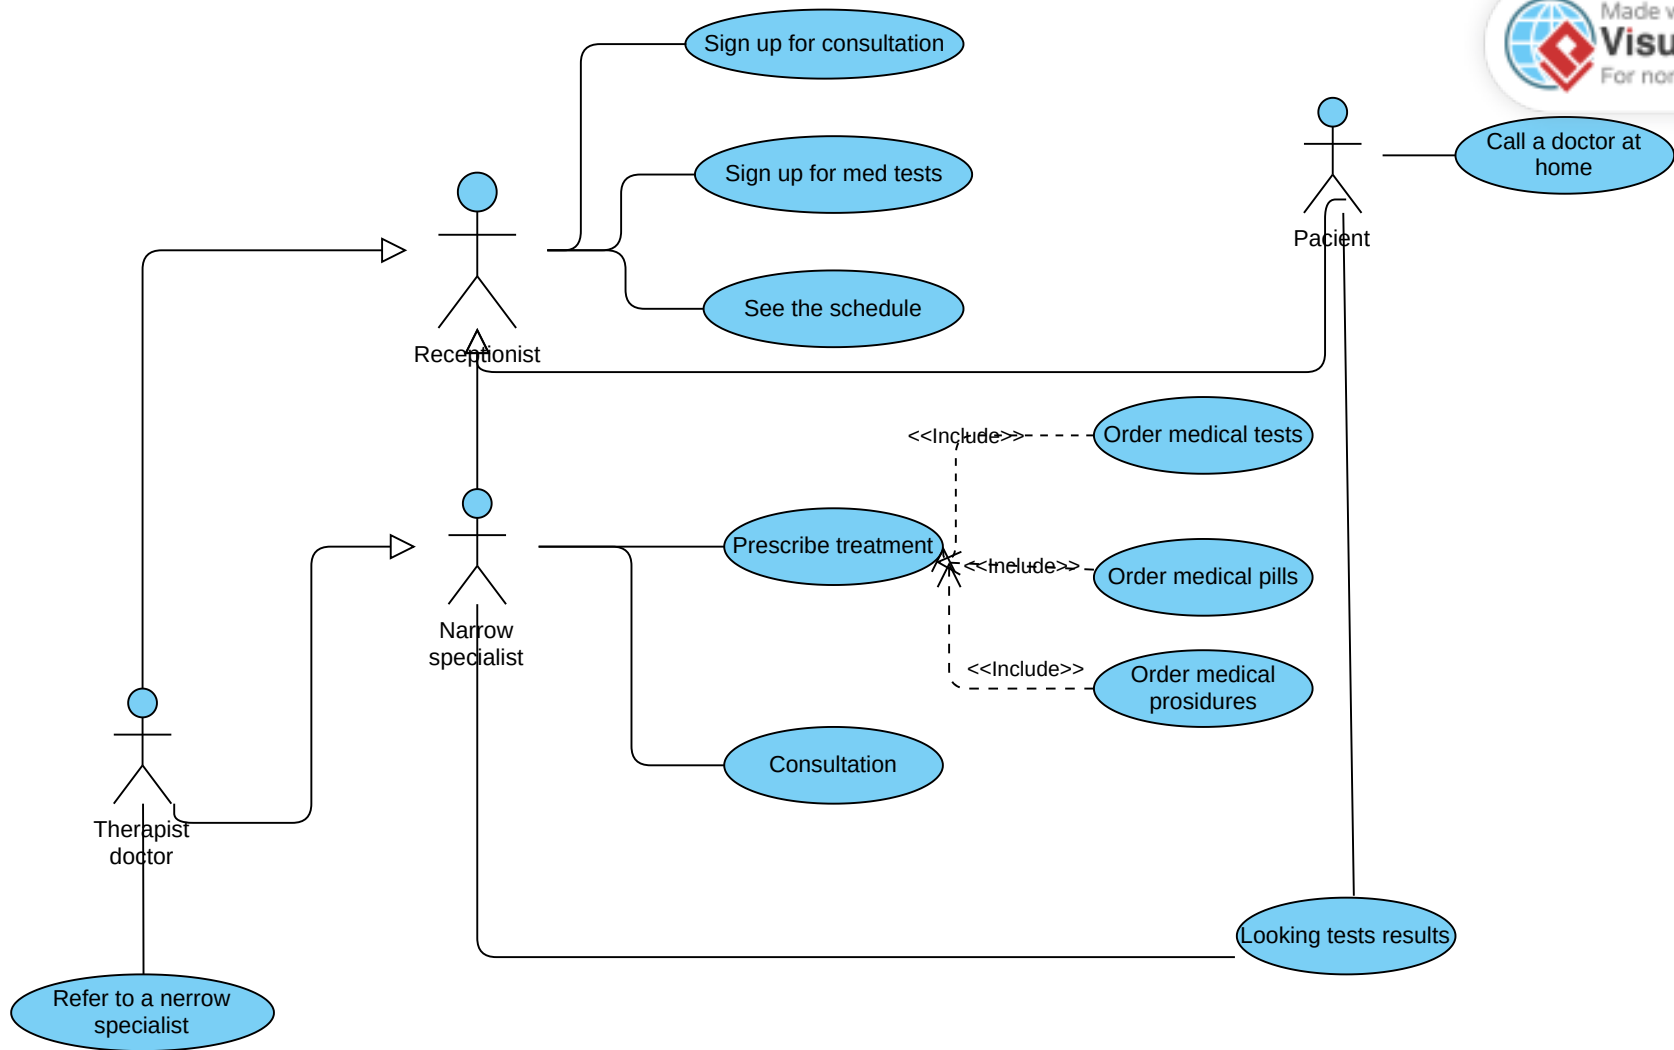 Made
Sign up for consultation
For
Call a doctor at
home
Sign up for med tests
Pacient
See the schedule
Receptionist
<<Include>>
Order medical tests
Prescribe treatment
<<Include>>
Order medical pills
Narrow
specialist
<<Include>>
Order medical
prosidures
Consultation
Therapist
doctor
Looking tests results
Refer to a nerrow
specialist